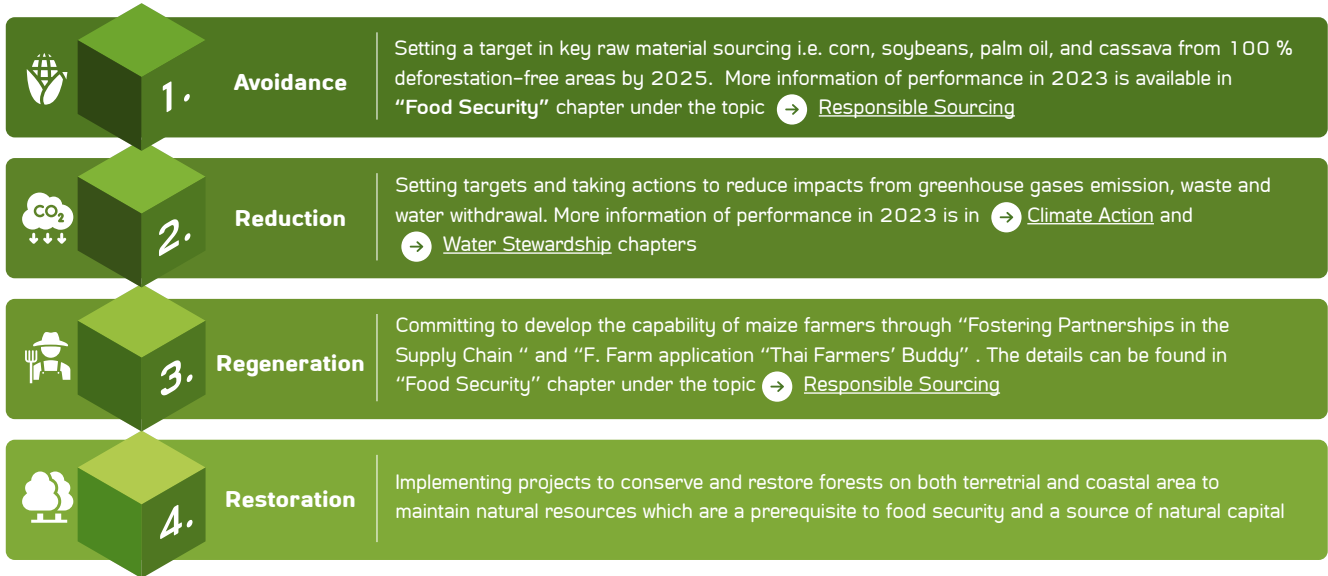 1.
Avoidance
Setting a target in key raw material sourcing i.e. corn, soybeans, palm oil, and cassava from 100 %
deforestation-free areas by 2025. More information of performance in 2023 is available in
“Food Security” chapter under the topic → Responsible Sourcing
CO₂
2.
Reduction
Setting targets and taking actions to reduce impacts from greenhouse gases emission, waste and
water withdrawal. More information of performance in 2023 is in → Climate Action and
→ Water Stewardship chapters
3.
Regeneration
Committing to develop the capability of maize farmers through “Fostering Partnerships in the
Supply Chain “ and “F. Farm application “Thai Farmers’ Buddy” . The details can be found in
“Food Security” chapter under the topic → Responsible Sourcing
4.
Restoration
Implementing projects to conserve and restore forests on both terretrial and coastal area to
maintain natural resources which are a prerequisite to food security and a source of natural capital